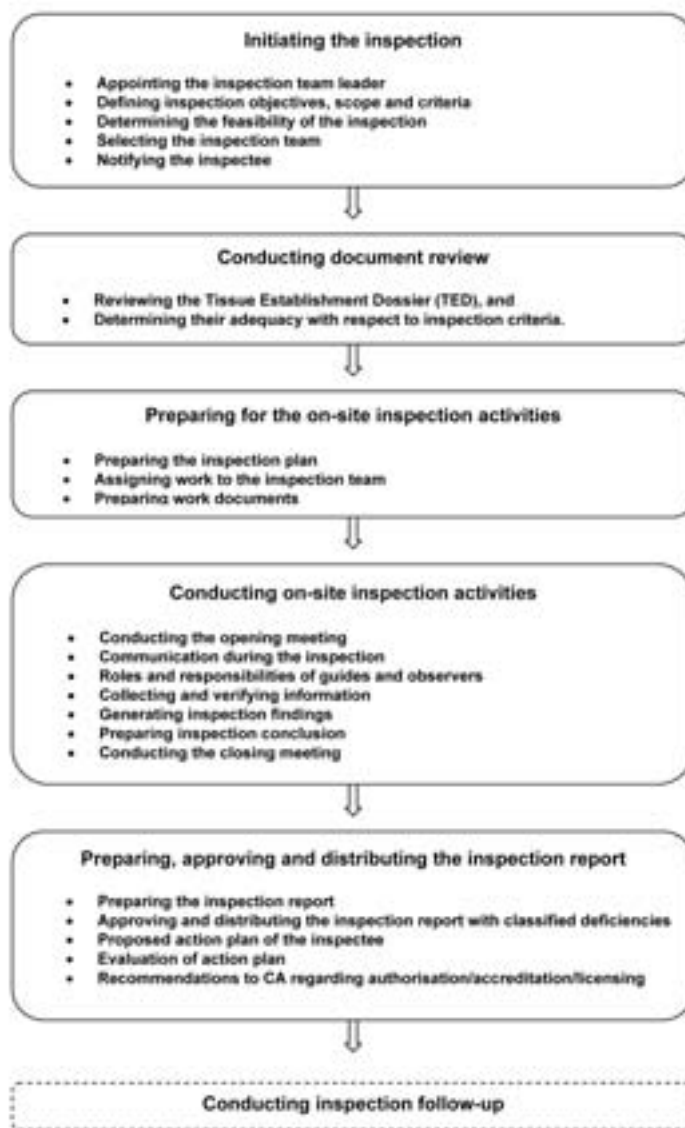 Initiating the inspection
• Appointing the inspection team leader
• Defining inspection objectives, scope and criteria
• Determining the feasibility of the inspection
• Selecting the inspection team
• Notifying the inspectee
Conducting document review
• Reviewing the Tissue Establishment Dossier (TED), and
• Determining their adequacy with respect to inspection criteria.
Preparing for the on-site inspection activities
• Preparing the inspection plan
• Assigning work to the inspection team
• Preparing work documents
Conducting on-site inspection activities
• Conducting the opening meeting
• Communication during the inspection
• Roles and responsibilities of guides and observers
• Collecting and verifying information
• Generating inspection findings
• Preparing inspection conclusion
• Conducting the closing meeting
Preparing, approving and distributing the inspection report
• Preparing the inspection report
• Approving and distributing the inspection report with classified deficiencies
• Proposed action plan of the inspectee
• Evaluation of action plan
• Recommendations to CA regarding authorisation/accreditation/licensing
Conducting inspection follow-up